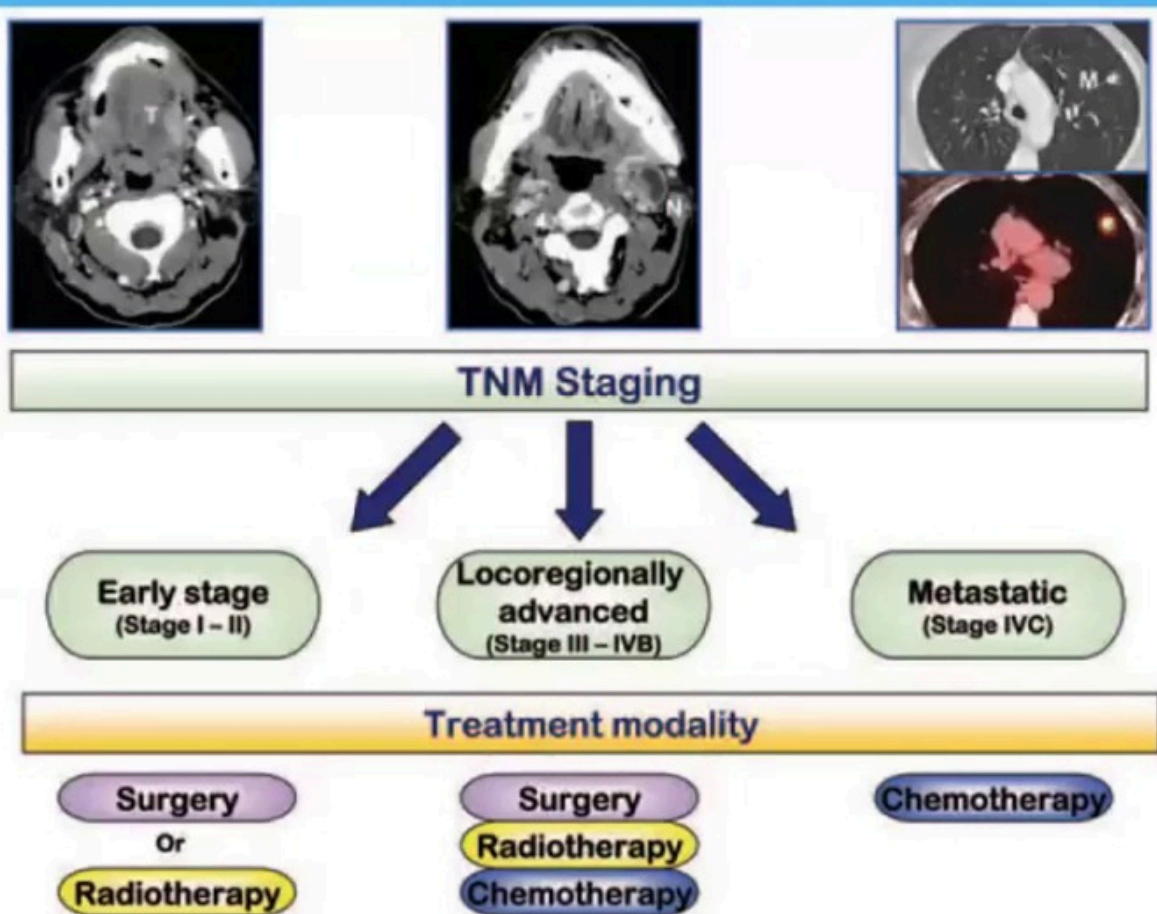 T
N
M
TNM Staging
Early stage
(Stage I – II)
Locoregionally
advanced
(Stage III – IVB)
Metastatic
(Stage IVC)
Treatment modality
Surgery
Or
Radiotherapy
Surgery
Radiotherapy
Chemotherapy
Chemotherapy